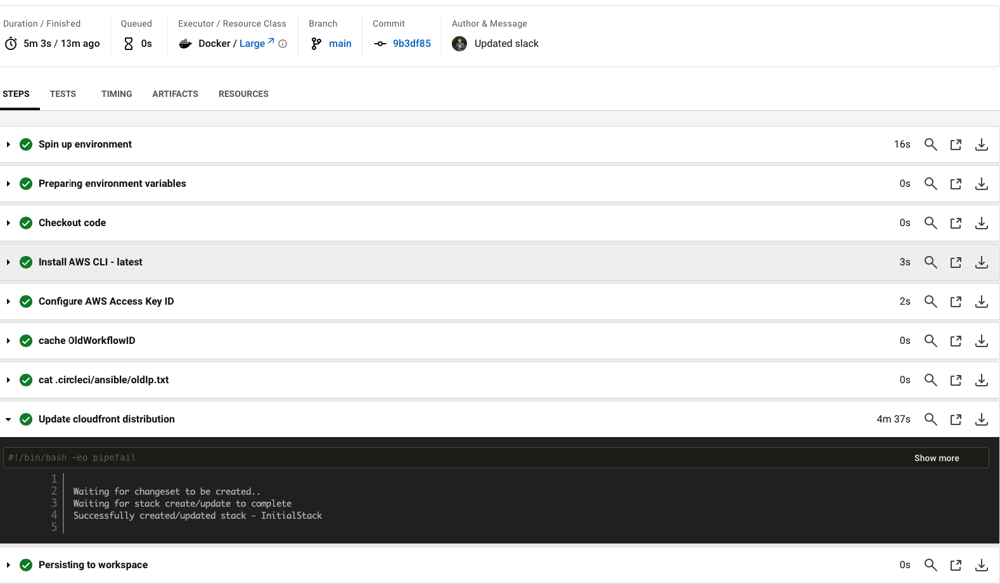 Duration / Finished
5m 3s / 13m ago
Queued
0s
Executor / Resource Class
Docker / Large
Branch
main
Commit
9b3df85
Author & Message
Updated slack
STEPS TESTS TIMING ARTIFACTS RESOURCES
Spin up environment 16s
Preparing environment variables 0s
Checkout code 0s
Install AWS CLI - latest 3s
Configure AWS Access Key ID 2s
cache OldWorkflowID 0s
cat .circleci/ansible/oldIp.txt 0s
Update cloudfront distribution 4m 37s
#!/bin/bash -eo pipefail Show more
1
2 Waiting for changeset to be created..
3 Waiting for stack create/update to complete
4 Successfully created/updated stack - InitialStack
5
Persisting to workspace 0s